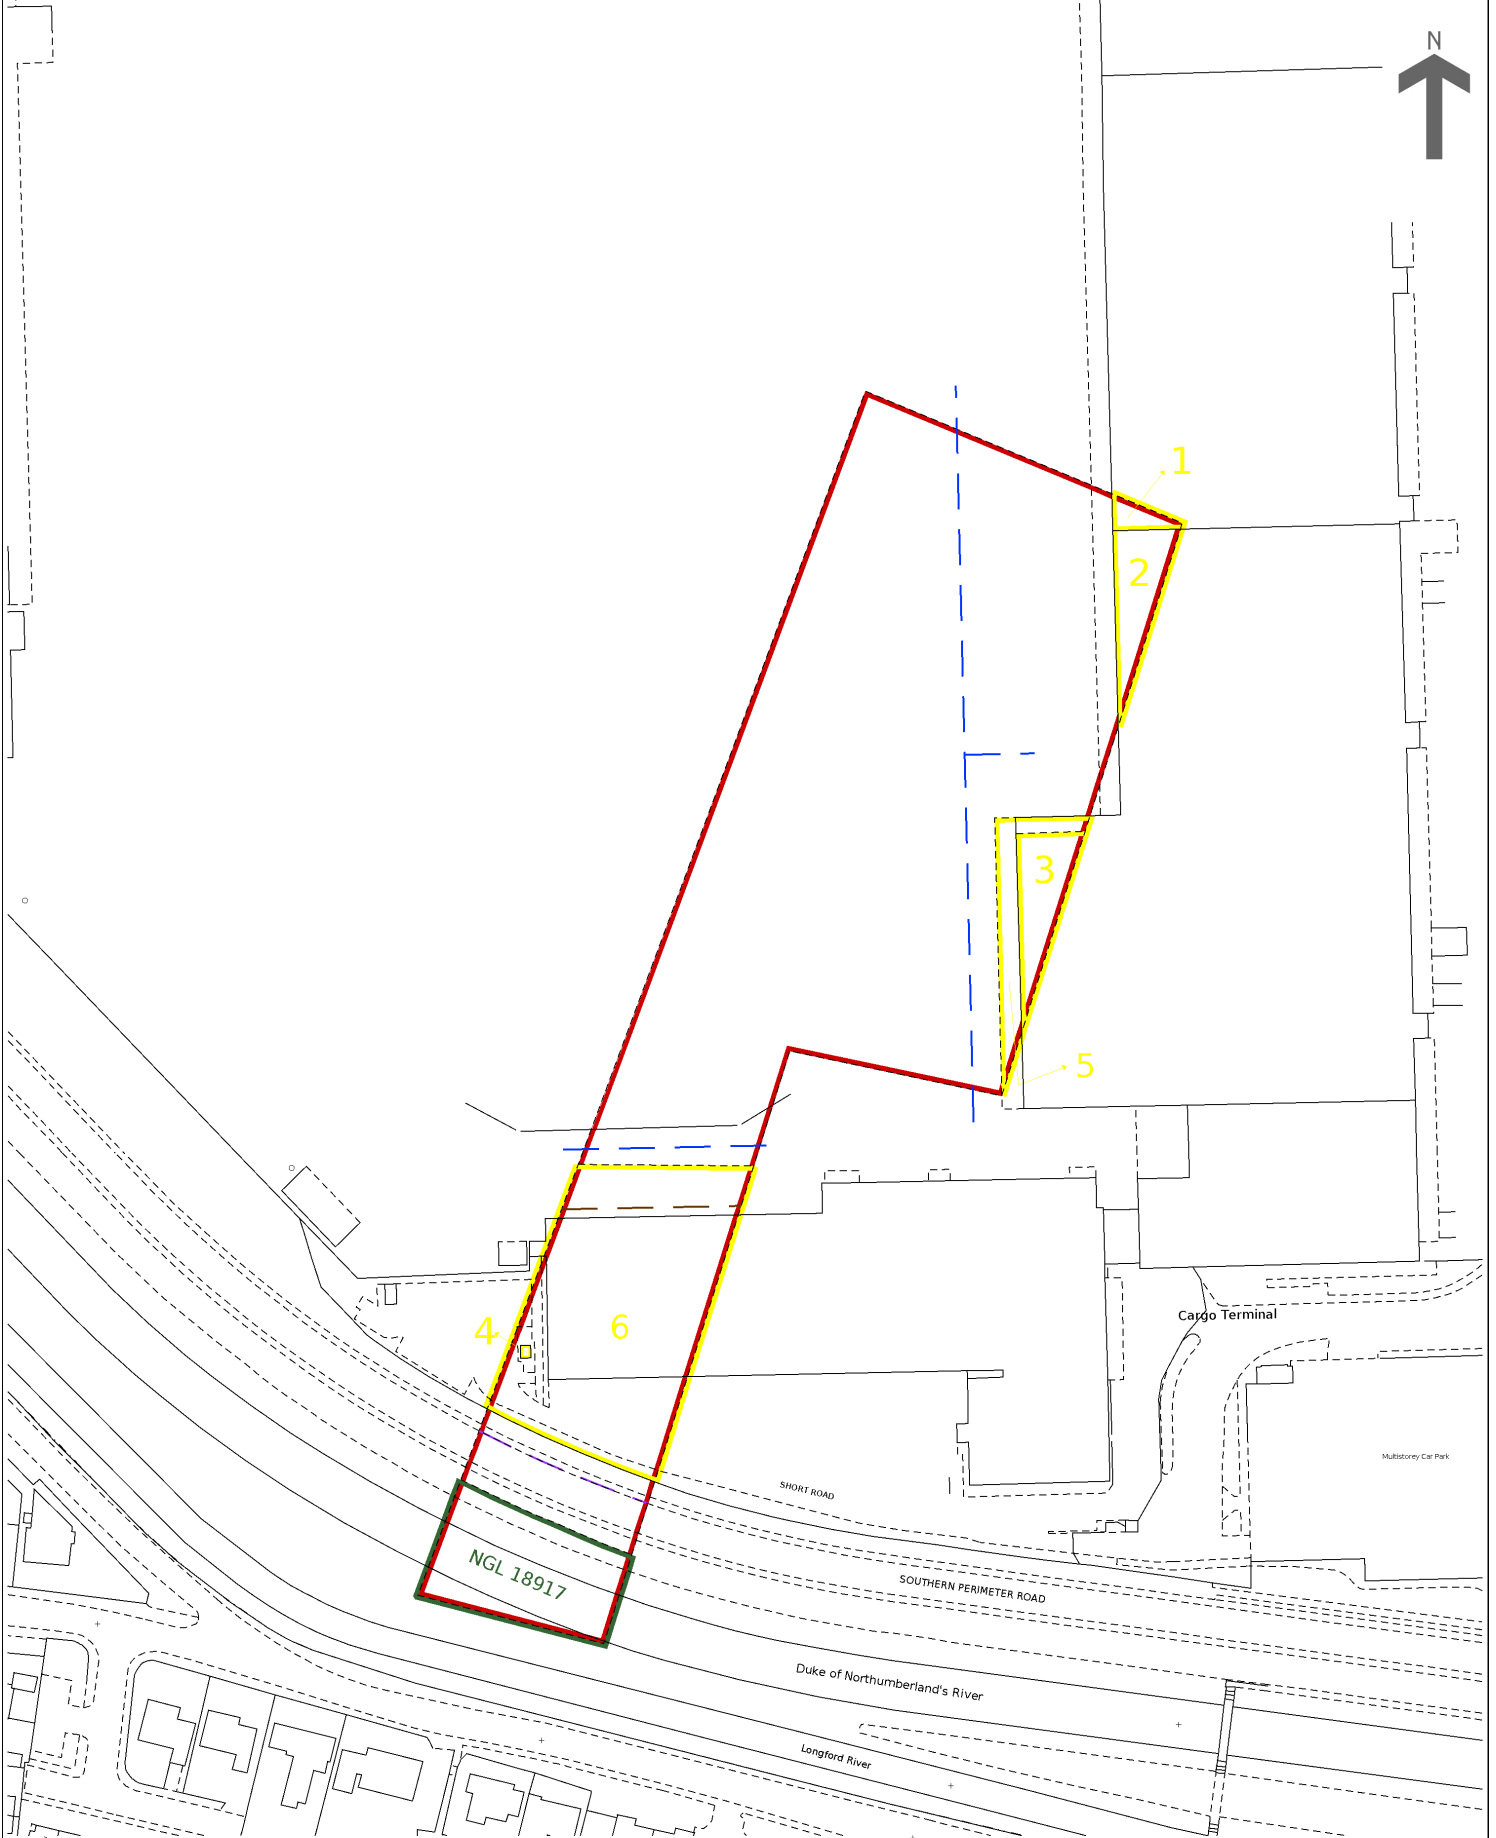 N
1
2
3
5
4
6
Cargo Terminal
Multistorey Car Park
SHORT ROAD
NGL 18917
SOUTHERN PERIMETER ROAD
Duke of Northumberland's River
Longford River